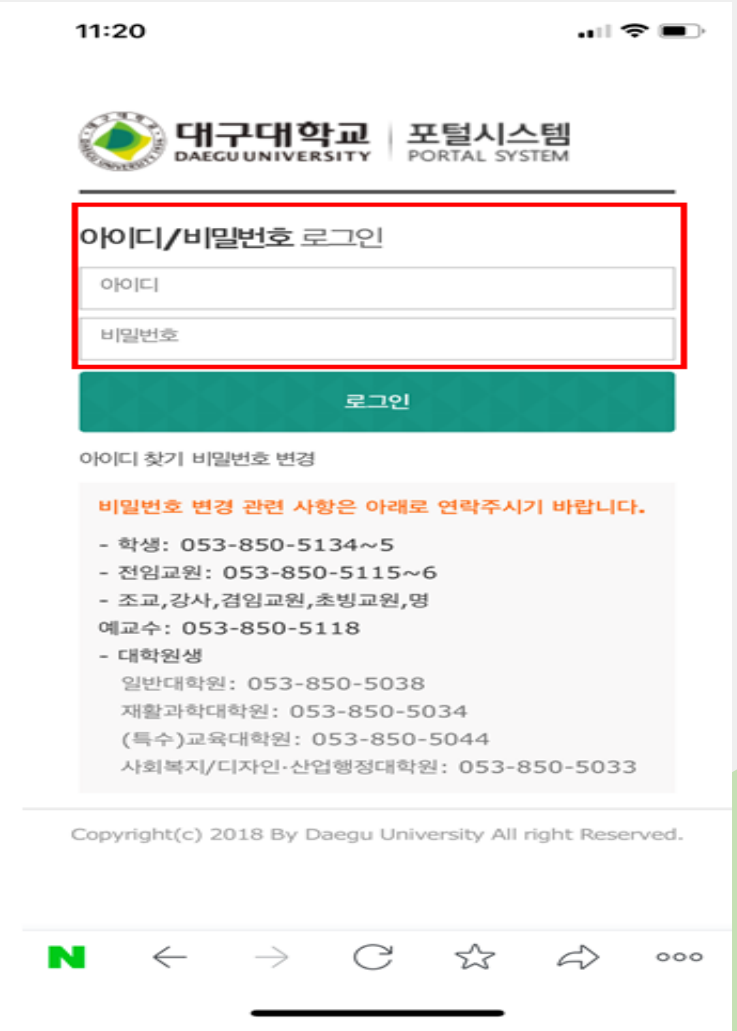 11:20
대구대학교 포털시스템
DAEGU UNIVERSITY PORTAL SYSTEM
아이디/비밀번호 로그인
아이디
비밀번호
로그인
아이디 찾기 비밀번호 변경
비밀번호 변경 관련 사항은 아래로 연락주시기 바랍니다.
- 학생: 053-850-5134~5
- 전임교원: 053-850-5115~6
- 조교,강사,겸임교원,초빙교원,명
예교수: 053-850-5118
- 대학원생
일반대학원: 053-850-5038
재활과학대학원: 053-850-5034
(특수)교육대학원: 053-850-5044
사회복지/디자인·산업행정대학원: 053-850-5033
Copyright(c) 2018 By Daegu University All right Reserved.
N